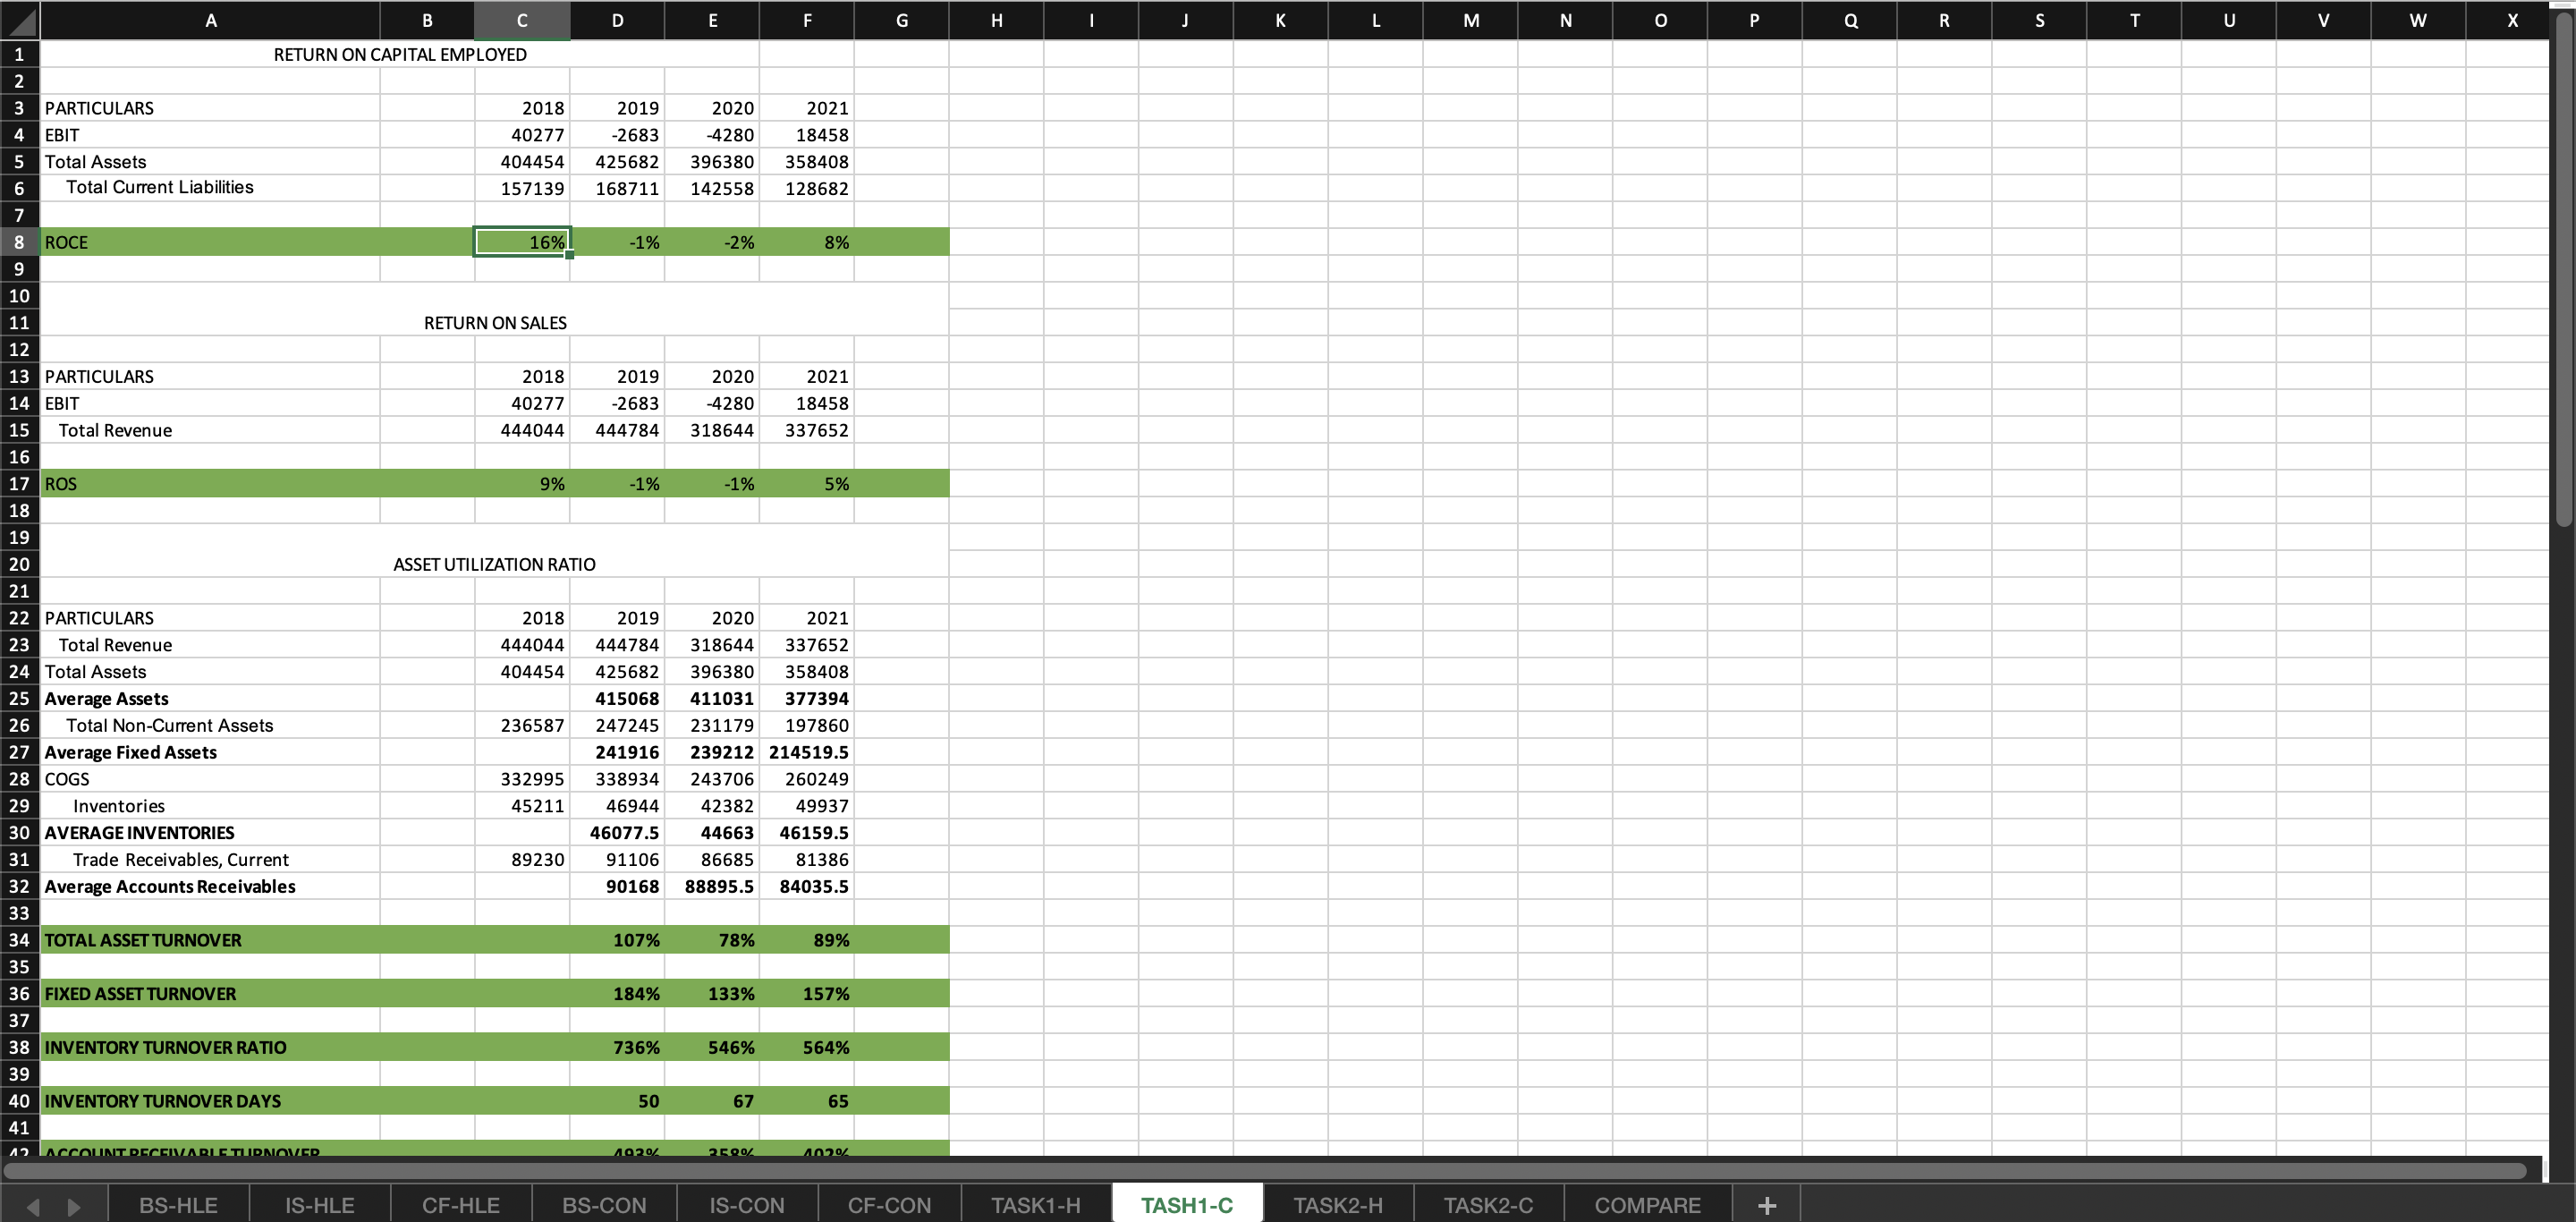 A B C D E F G H I J K L M N O P Q R S T U V W X
1 RETURN ON CAPITAL EMPLOYED
2
3 PARTICULARS 2018 2019 2020 2021
4 EBIT 40277 -2683 -4280 18458
5 Total Assets 404454 425682 396380 358408
6 Total Current Liabilities 157139 168711 142558 128682
7
8 ROCE 16% -1% -2% 8%
9
10
11 RETURN ON SALES
12
13 PARTICULARS 2018 2019 2020 2021
14 EBIT 40277 -2683 -4280 18458
15 Total Revenue 444044 444784 318644 337652
16
17 ROS 9% -1% -1% 5%
18
19
20 ASSET UTILIZATION RATIO
21
22 PARTICULARS 2018 2019 2020 2021
23 Total Revenue 444044 444784 318644 337652
24 Total Assets 404454 425682 396380 358408
25 Average Assets 415068 411031 377394
26 Total Non-Current Assets 236587 247245 231179 197860
27 Average Fixed Assets 241916 239212 214519.5
28 COGS 332995 338934 243706 260249
29 Inventories 45211 46944 42382 49937
30 AVERAGE INVENTORIES 46077.5 44663 46159.5
31 Trade Receivables, Current 89230 91106 86685 81386
32 Average Accounts Receivables 90168 88895.5 84035.5
33
34 TOTAL ASSET TURNOVER 107% 78% 89%
35
36 FIXED ASSET TURNOVER 184% 133% 157%
37
38 INVENTORY TURNOVER RATIO 736% 546% 564%
39
40 INVENTORY TURNOVER DAYS 50 67 65
41
42 ACCOUNT RECEIVABLE TURNOVER 493% 358% 402%
BS-HLE IS-HLE CF-HLE BS-CON IS-CON CF-CON TASK1-H TASH1-C TASK2-H TASK2-C COMPARE +